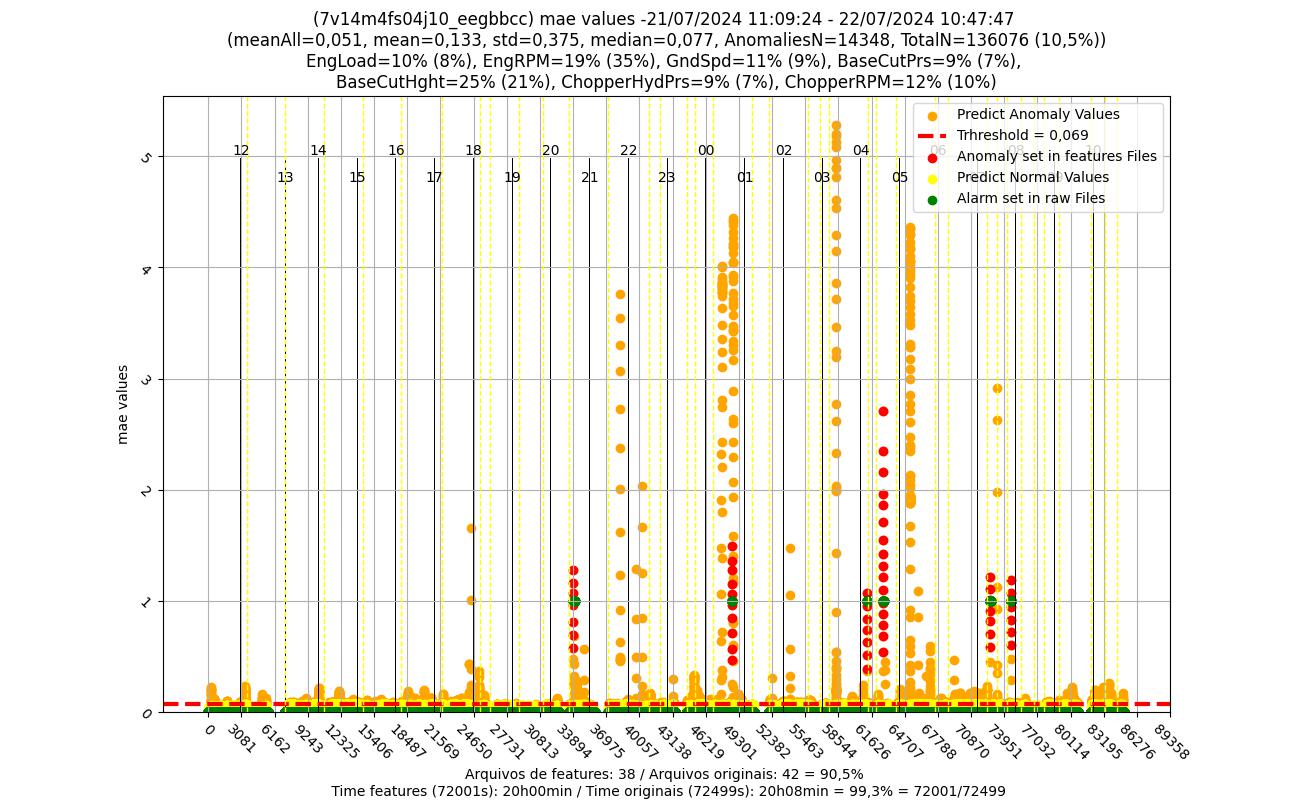 (7v14m4fs04j10_eegbbcc) mae values -21/07/2024 11:09:24 - 22/07/2024 10:47:47
(meanAll=0,051, mean=0,133, std=0,375, median=0,077, AnomaliesN=14348, TotalN=136076 (10,5%))
EngLoad=10% (8%), EngRPM=19% (35%), GndSpd=11% (9%), BaseCutPrs=9% (7%),
BaseCutHght=25% (21%), ChopperHydPrs=9% (7%), ChopperRPM=12% (10%)
Predict Anomaly Values
Trhreshold = 0,069
Anomaly set in features Files
Predict Normal Values
Alarm set in raw Files
12 14 16 18 20 22 00 02 04 06 08 10
13 15 17 19 21 23 01 03 05
mae values
5
4
3
2
1
0
0 3081 6162 9243 12325 15406 18487 21569 24650 27731 30813 33894 36975 40057 43138 46219 49301 52382 55463 58544 61626 64707 67788 70870 73951 77032 80114 83195 86276 89358
Arquivos de features: 38 / Arquivos originais: 42 = 90,5%
Time features (72001s): 20h00min / Time originais (72499s): 20h08min = 99,3% = 72001/72499